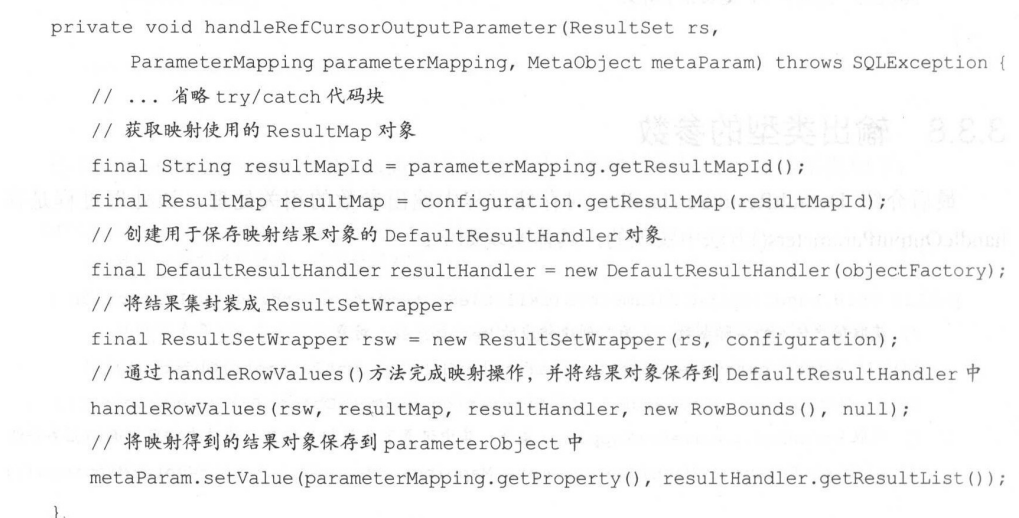 private void handleRefCursorOutputParameter(ResultSet rs,
ParameterMapping parameterMapping, MetaObject metaParam) throws SQLException {
// ... 省略 try/catch 代码块
// 获取映射使用的 ResultMap 对象
final String resultMapId = parameterMapping.getResultMapId();
final ResultMap resultMap = configuration.getResultMap(resultMapId);
// 创建用于保存映射结果对象的 DefaultResultHandler 对象
final DefaultResultHandler resultHandler = new DefaultResultHandler(objectFactory);
// 将结果集封装成 ResultSetWrapper
final ResultSetWrapper rsw = new ResultSetWrapper(rs, configuration);
// 通过 handleRowValues()方法完成映射操作，并将结果对象保存到 DefaultResultHandler 中
handleRowValues(rsw, resultMap, resultHandler, new RowBounds(), null);
// 将映射得到的结果对象保存到 parameterObject 中
metaParam.setValue(parameterMapping.getProperty(), resultHandler.getResultList());
}